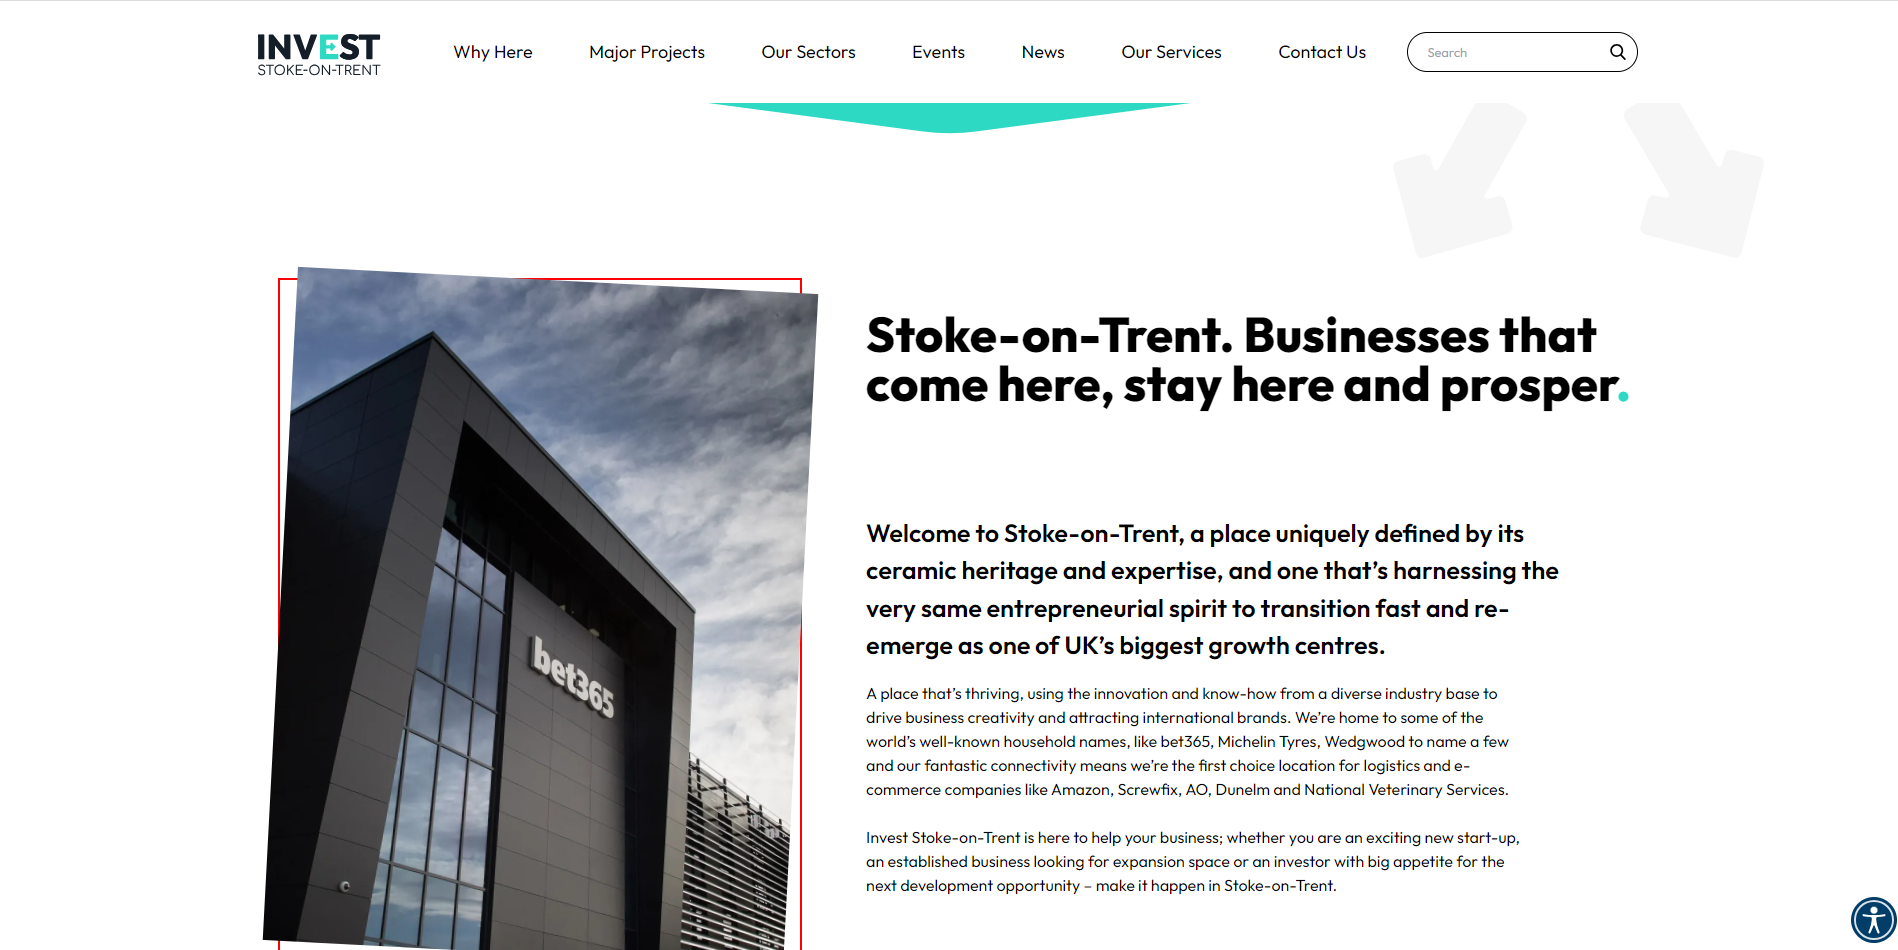 INVEST
STOKE-ON-TRENT
Why Here
Major Projects
Our Sectors
Events
News
Our Services
Contact Us
Search
bet365
Stoke-on-Trent. Businesses that
come here, stay here and prosper.
Welcome to Stoke-on-Trent, a place uniquely defined by its
ceramic heritage and expertise, and one that’s harnessing the
very same entrepreneurial spirit to transition fast and re-
emerge as one of UK’s biggest growth centres.
A place that’s thriving, using the innovation and know-how from a diverse industry base to
drive business creativity and attracting international brands. We’re home to some of the
world’s well-known household names, like bet365, Michelin Tyres, Wedgwood to name a few
and our fantastic connectivity means we’re the first choice location for logistics and e-
commerce companies like Amazon, Screwfix, AO, Dunelm and National Veterinary Services.
Invest Stoke-on-Trent is here to help your business; whether you are an exciting new start-up,
an established business looking for expansion space or an investor with big appetite for the
next development opportunity – make it happen in Stoke-on-Trent.